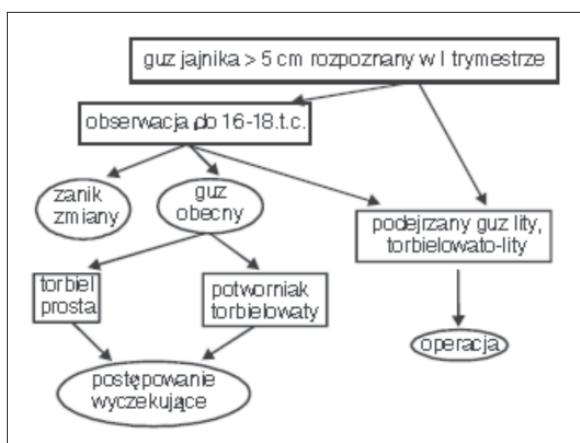 guz jajnika > 5 cm rozpoznany w I trymestrze
obserwacja do 16-18.t.c.
zanik
zmiany
guz
obecny
podejrzany guz lity,
torbielowato-lity
torbiel
prosta
potworniak
torbielowaty
operacja
postępowanie
wyczekujące